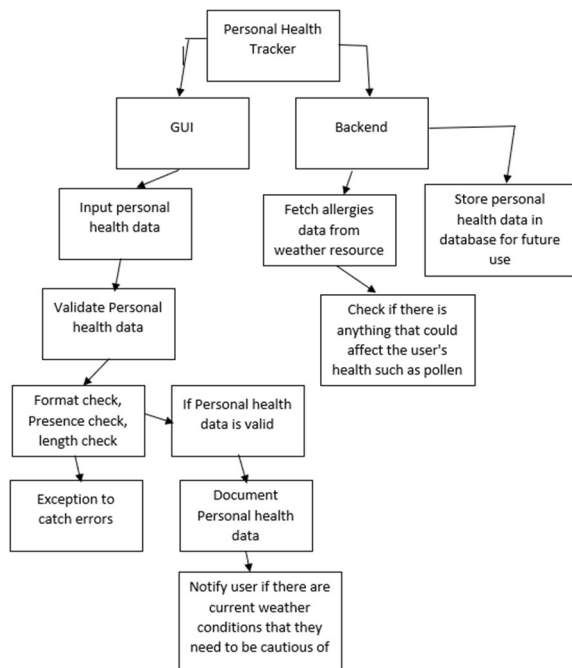 Personal Health
Tracker
GUI
Backend
Input personal
health data
Fetch allergies
data from
weather resource
Store personal
health data in
database for future
use
Validate Personal
health data
Check if there is
anything that could
affect the user's
health such as pollen
Format check,
Presence check,
length check
If Personal health
data is valid
Exception to
catch errors
Document
Personal health
data
Notify user if there are
current weather
conditions that they
need to be cautious of